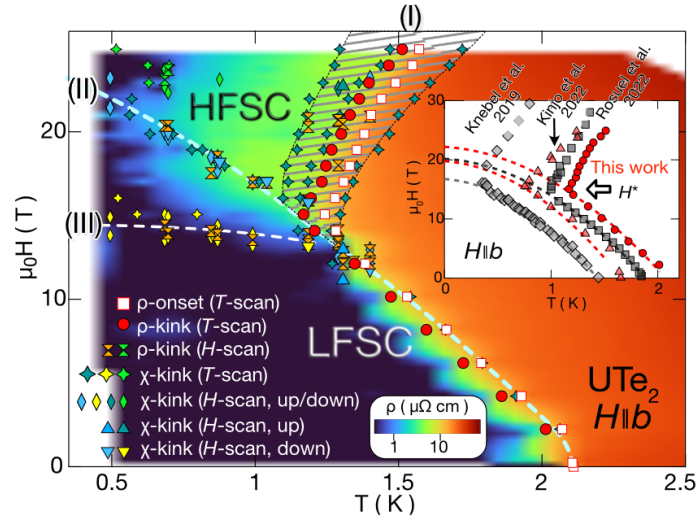 (I)
(II)
HFSC
(III)
LFSC
UTe2
H∥b
ρ-onset (T-scan)
ρ-kink (T-scan)
ρ-kink (H-scan)
χ-kink (T-scan)
χ-kink (H-scan, up/down)
χ-kink (H-scan, up)
χ-kink (H-scan, down)
ρ ( μΩ cm)
1 10
μ0H (T)
20
10
0
0.5 1 1.5 2 2.5
T (K)
Knebel et al.
2019
Kinjo et al.
2022
Rosuel et al.
2022
This work
H*
H∥b
μ0H (T)
30
20
10
0
0 1 2
T (K)